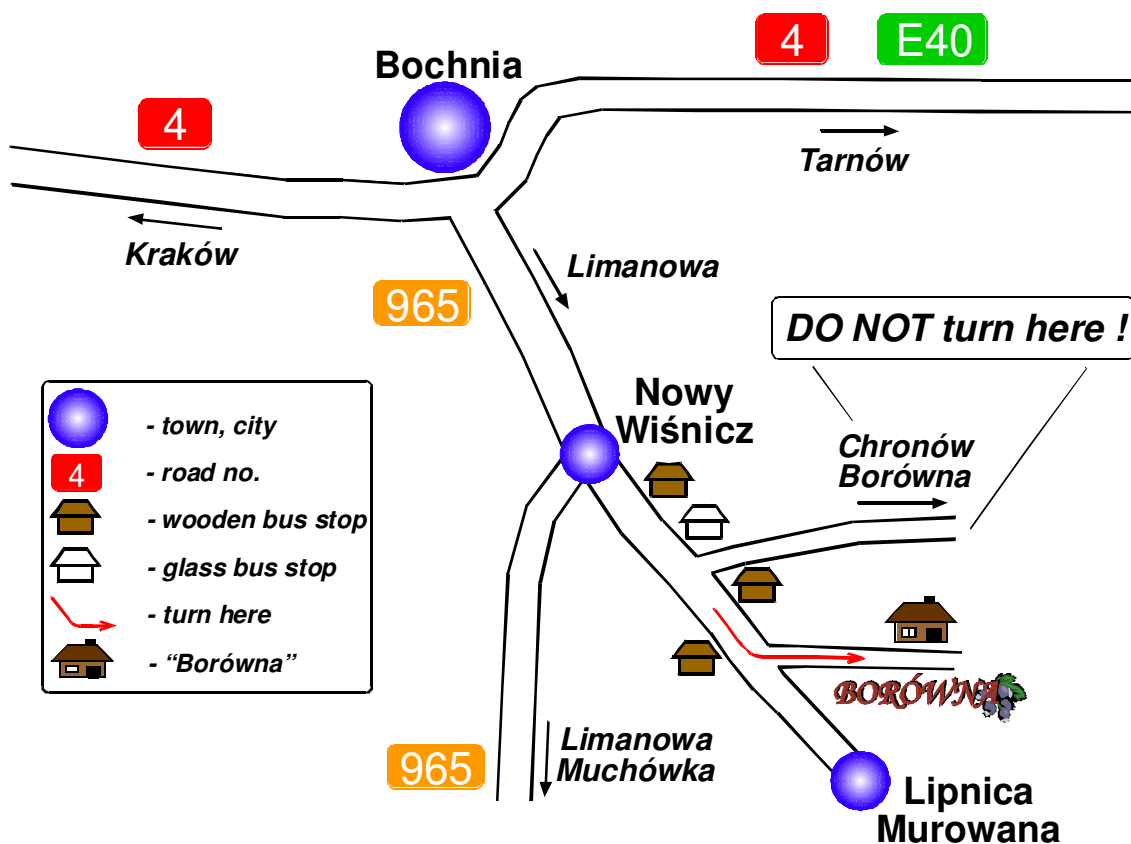 4
E40
Bochnia
4
Tarnów
Kraków
Limanowa
965
DO NOT turn here !
Nowy
Wiśnicz
Chronów
Borówna
- town, city
4
- road no.
- wooden bus stop
- glass bus stop
- turn here
- “Borówna”
BORÓWNA
965
Limanowa
Muchówka
Lipnica
Murowana